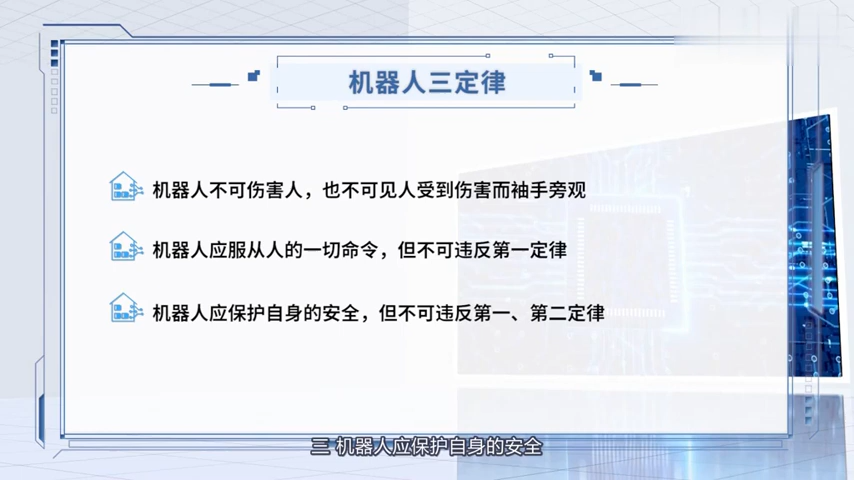 机器人三定律
机器人不可伤害人，也不可见人受到伤害而袖手旁观
机器人应服从人的一切命令，但不可违反第一定律
机器人应保护自身的安全，但不可违反第一、第二定律
三 机器人应保护自身的安全